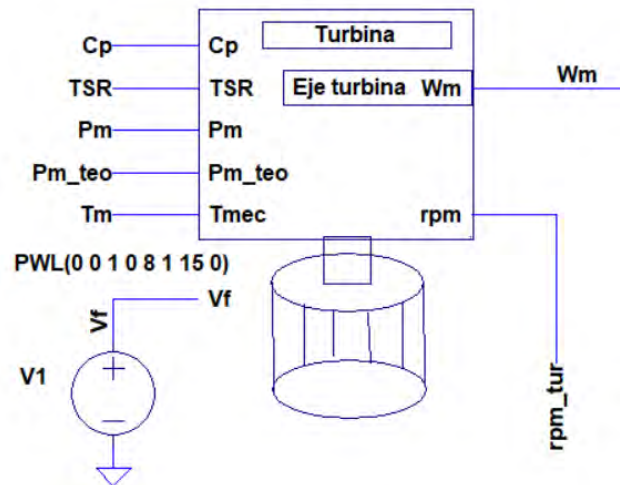 Turbina
Cp Cp
TSR TSR Eje turbina Wm Wm
Pm Pm
Pm_teo Pm_teo
Tm Tmec rpm
PWL(0 0 1 0 8 1 15 0)
Vf Vf
V1
rpm_tur